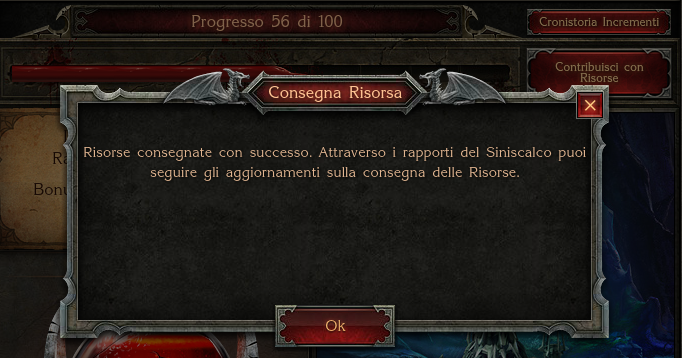 Progresso 56 di 100
Cronistoria Incrementi
Contribuisci con
Risorse
Consegna Risorsa
Risorse consegnate con successo. Attraverso i rapporti del Siniscalco puoi
seguire gli aggiornamenti sulla consegna delle Risorse.
Ok